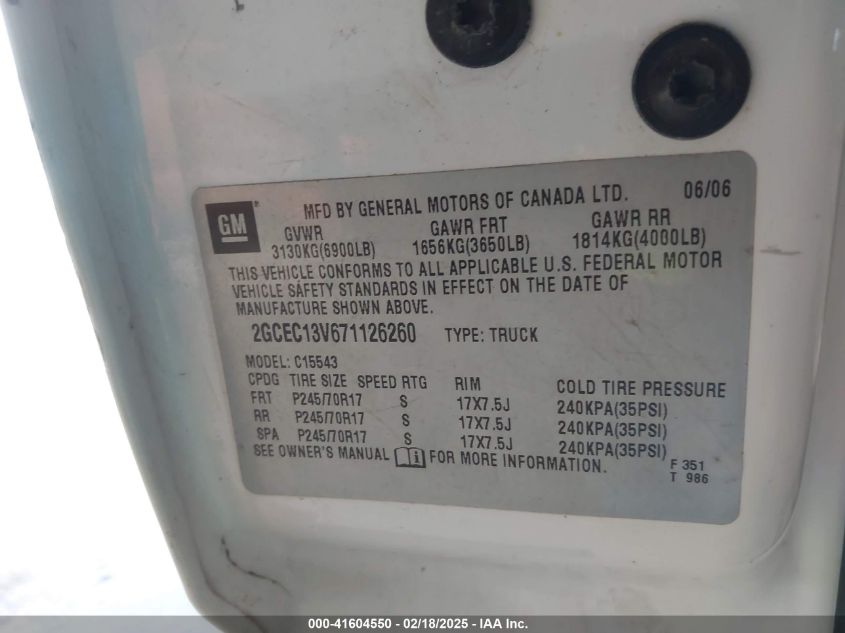 GM
MFD BY GENERAL MOTORS OF CANADA LTD. 06/06
GVWR GAWR FRT GAWR RR
3130KG(6900LB) 1656KG(3650LB) 1814KG(4000LB)
THIS VEHICLE CONFORMS TO ALL APPLICABLE U.S. FEDERAL MOTOR
VEHICLE SAFETY STANDARDS IN EFFECT ON THE DATE OF
MANUFACTURE SHOWN ABOVE.
2GCEC13V671126260 TYPE: TRUCK
MODEL: C15543
CPDG TIRE SIZE SPEED RTG RIM COLD TIRE PRESSURE
FRT P245/70R17 S 17X7.5J 240KPA(35PSI)
RR P245/70R17 S 17X7.5J 240KPA(35PSI)
SPA P245/70R17 S 17X7.5J 240KPA(35PSI)
SEE OWNER'S MANUAL i FOR MORE INFORMATION.
F 351
T 986
000-41604550 - 02/18/2025 - IAA Inc.